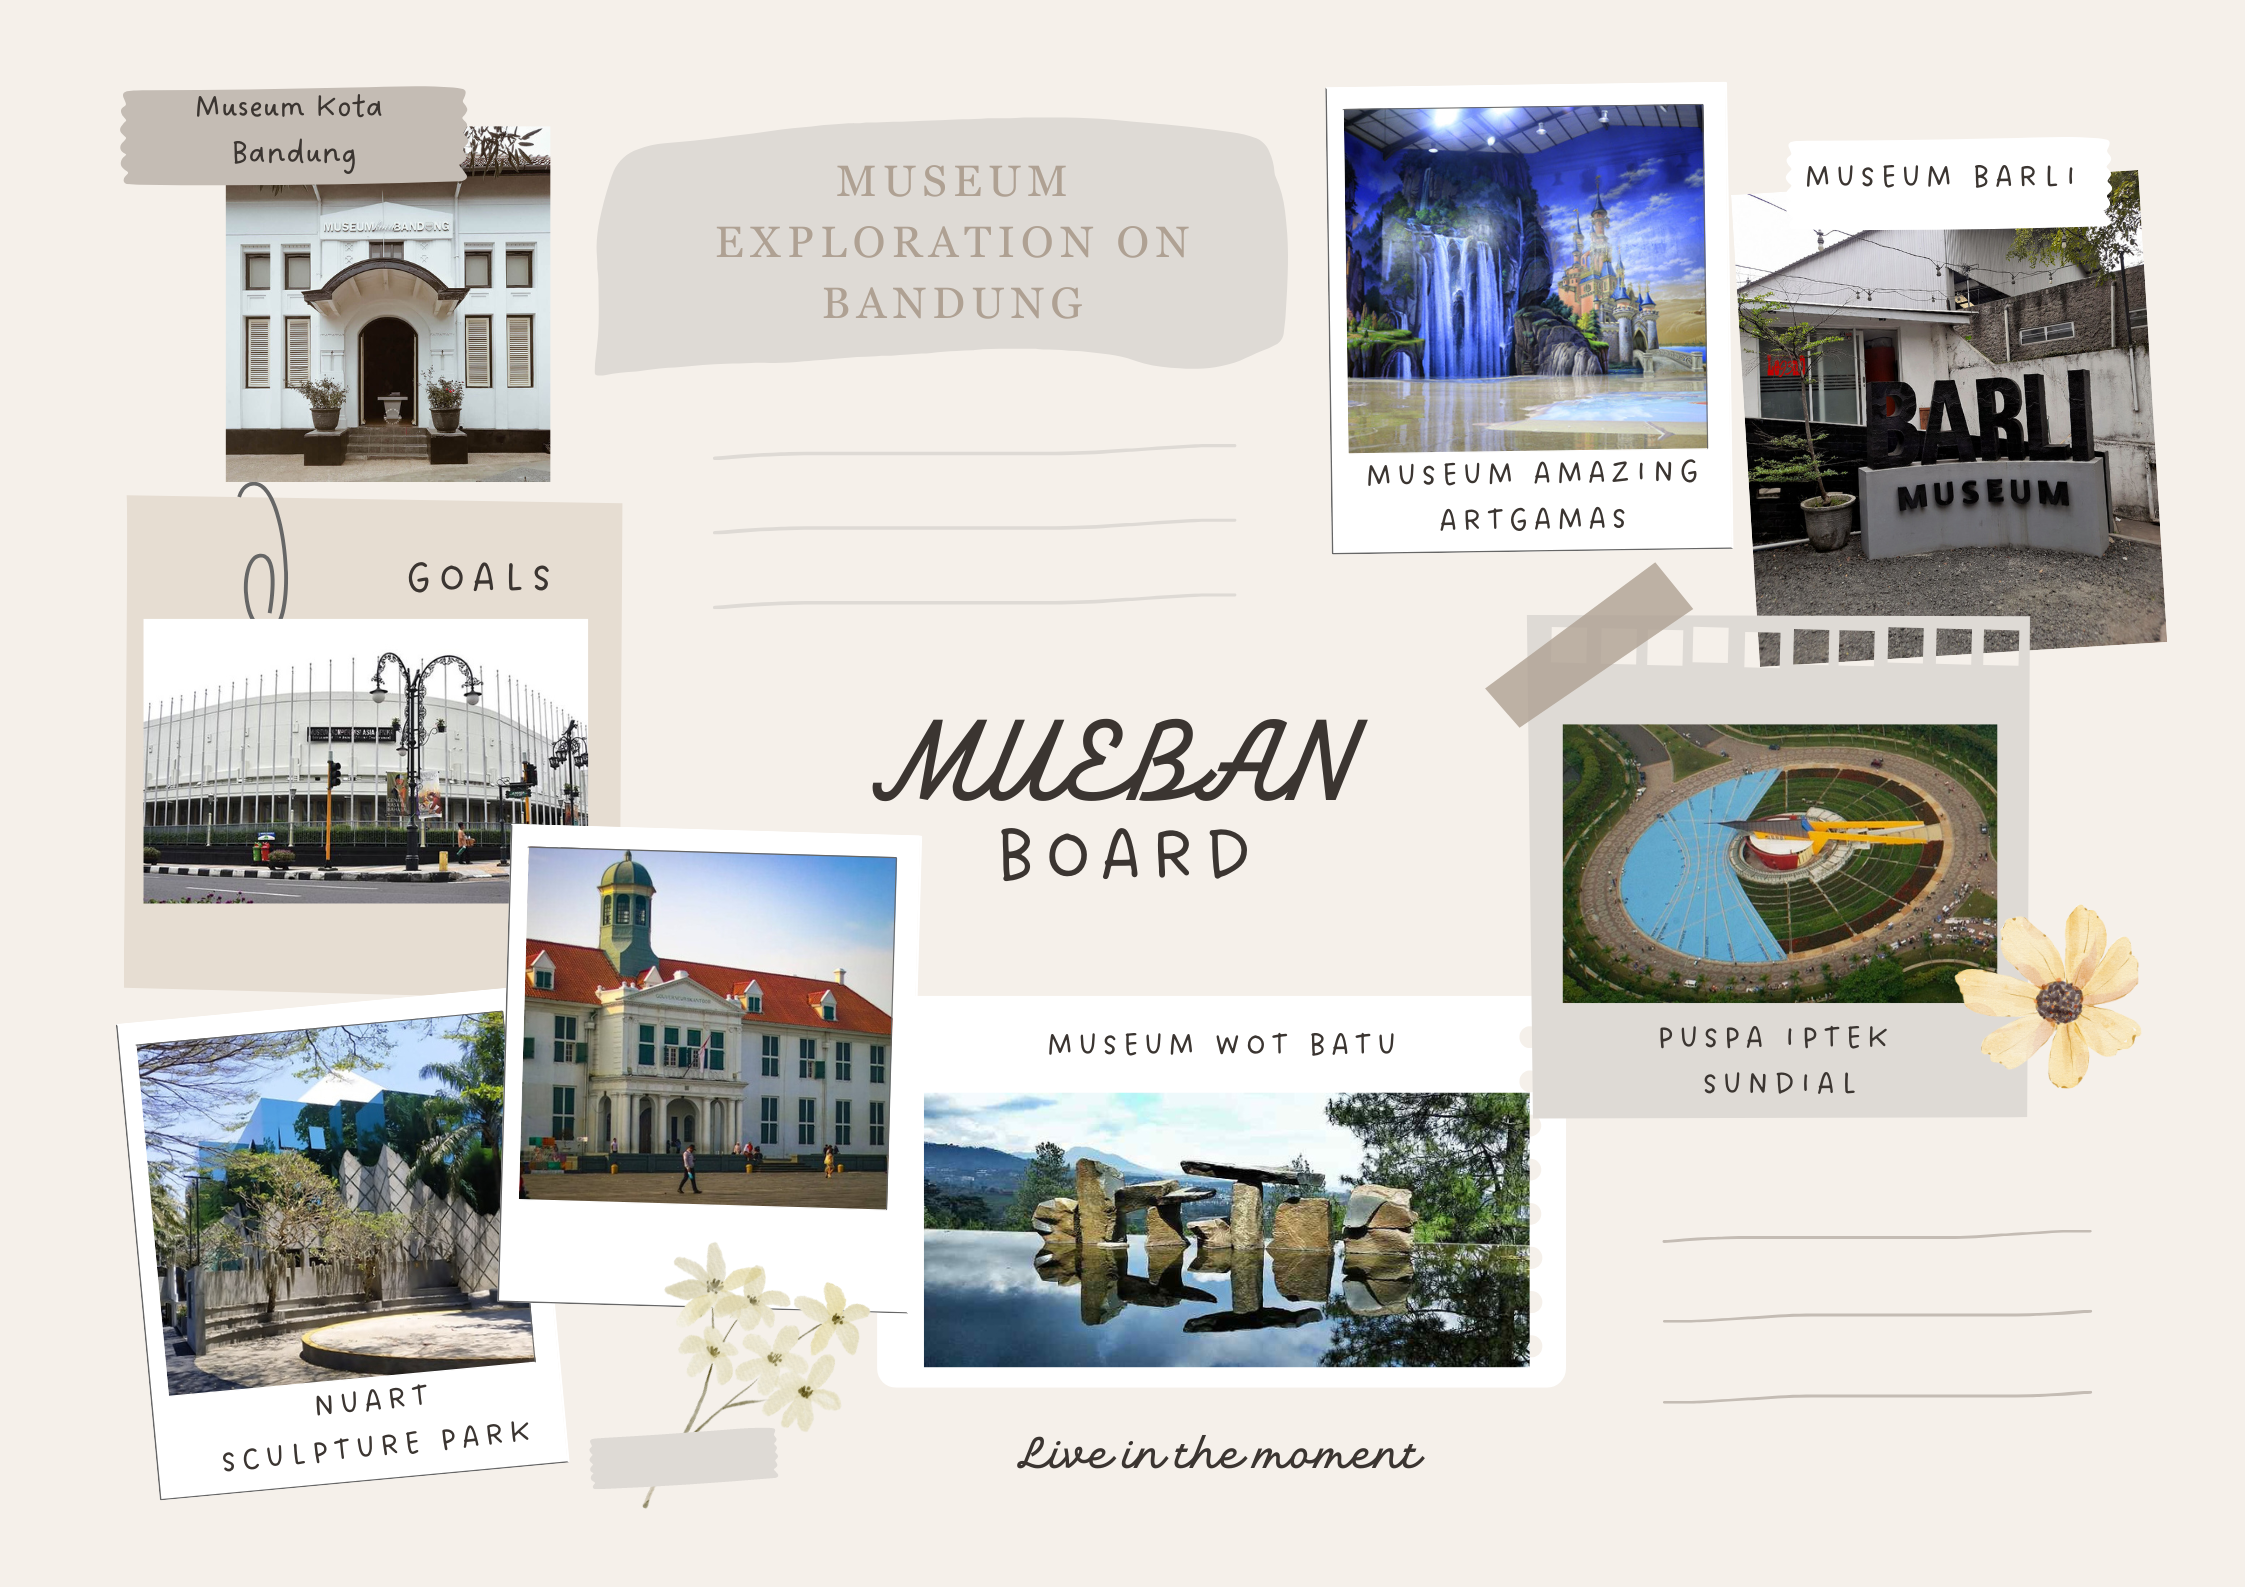 Museum Kota
Bandung
MUSEUM BANDUNG
MUSEUM
EXPLORATION ON
BANDUNG
MUSEUM AMAZING
ARTGAMAS
MUSEUM BARLI
BARLI
MUSEUM
GOALS
MUEBAN
BOARD
PUSPA IPTEK
SUNDIAL
MUSEUM WOT BATU
NUART
SCULPTURE PARK
Live in the moment